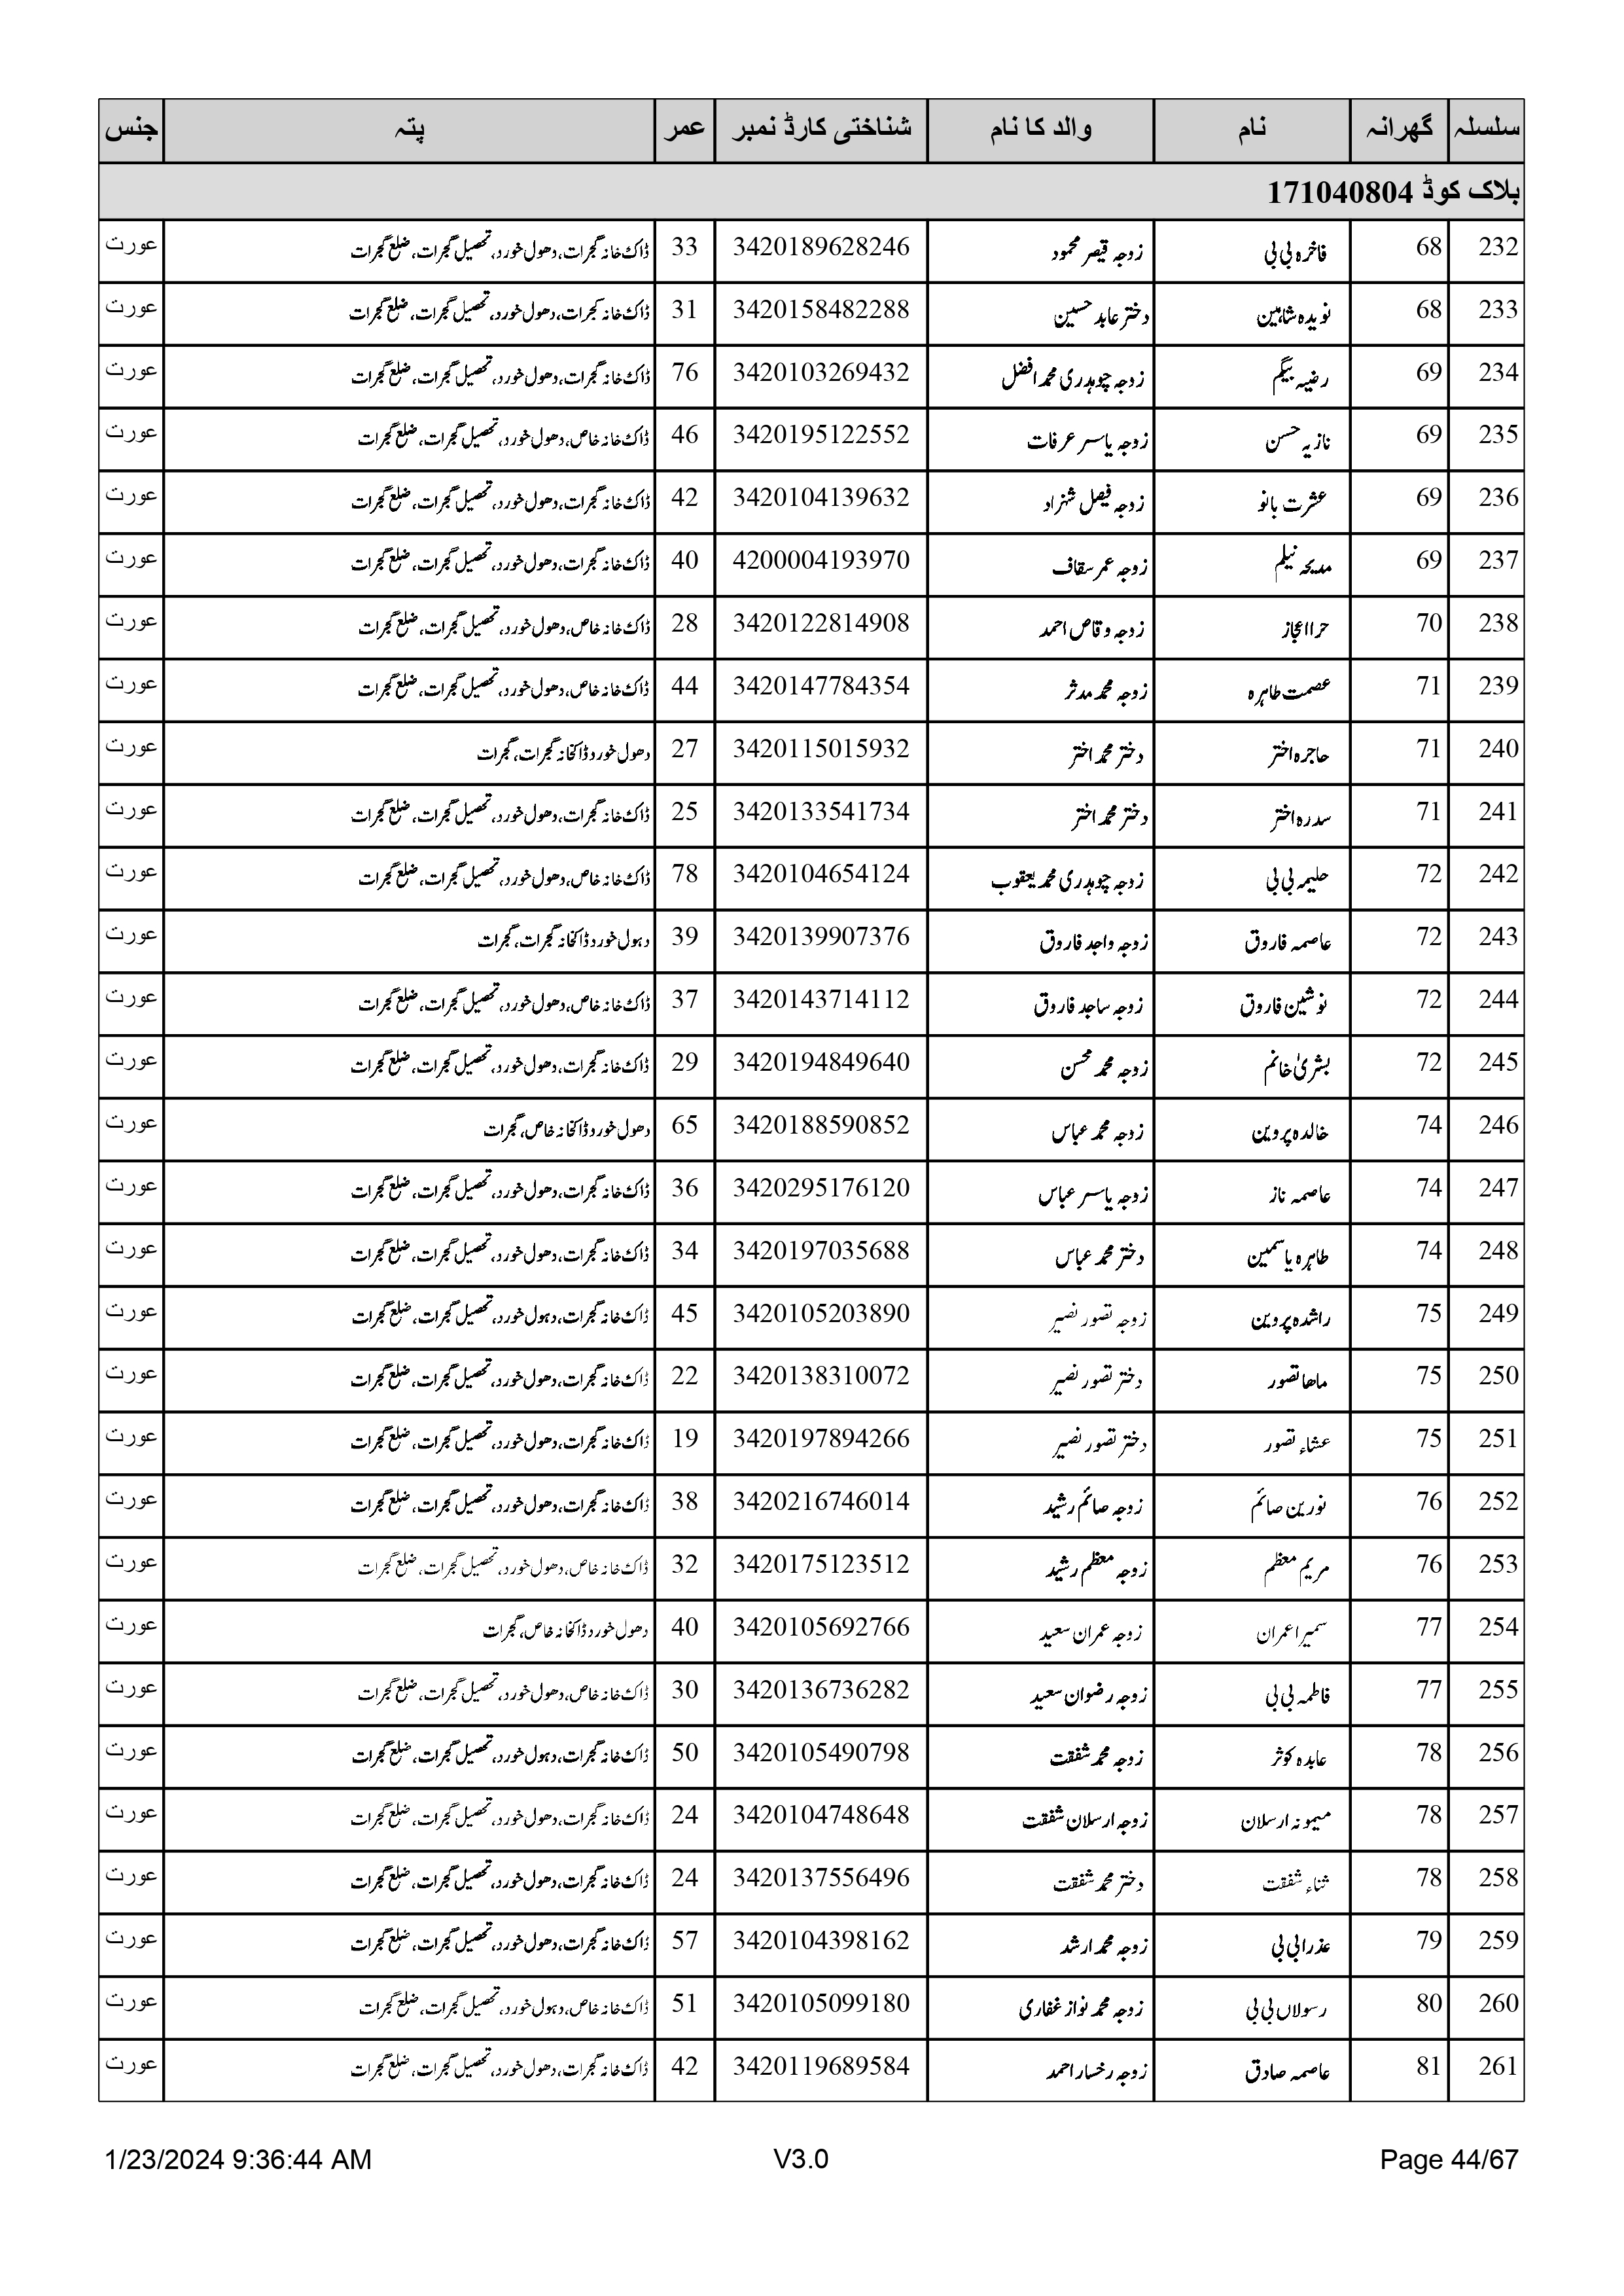 سلسلہ گھرانہ نام والد کا نام شناختی کارڈ نمبر عمر پتہ جنس
بلاک کوڈ 171040804
232 68 فاخرہ بی بی زوجہ قیصر محمود 3420189628246 33 ڈاک خانہ گجرات، دھول خورد، تحصیل گجرات، ضلع گجرات عورت
233 68 نویدہ شاہین دختر عابد حسین 3420158482288 31 ڈاک خانہ گجرات، دھول خورد، تحصیل گجرات، ضلع گجرات عورت
234 69 رضیہ بیگم زوجہ چوہدری محمد افضل 3420103269432 76 ڈاک خانہ گجرات، دھول خورد، تحصیل گجرات، ضلع گجرات عورت
235 69 نازیہ حسن زوجہ یاسر عرفات 3420195122552 46 ڈاک خانہ خاص، دھول خورد، تحصیل گجرات، ضلع گجرات عورت
236 69 عشرت بانو زوجہ فیصل شہزاد 3420104139632 42 ڈاک خانہ گجرات، دھول خورد، تحصیل گجرات، ضلع گجرات عورت
237 69 مدیحہ نیلم زوجہ عمر سقاف 4200004193970 40 ڈاک خانہ گجرات، دھول خورد، تحصیل گجرات، ضلع گجرات عورت
238 70 حرا اعجاز زوجہ وقاص احمد 3420122814908 28 ڈاک خانہ خاص، دھول خورد، تحصیل گجرات، ضلع گجرات عورت
239 71 عصمت طاہرہ زوجہ محمد مدثر 3420147784354 44 ڈاک خانہ خاص، دھول خورد، تحصیل گجرات، ضلع گجرات عورت
240 71 حاجرہ اختر دختر محمد اختر 3420115015932 27 دھول خورد ڈاکخانہ گجرات، گجرات عورت
241 71 سدرہ اختر دختر محمد اختر 3420133541734 25 ڈاک خانہ گجرات، دھول خورد، تحصیل گجرات، ضلع گجرات عورت
242 72 حلیمہ بی بی زوجہ چوہدری محمد یعقوب 3420104654124 78 ڈاک خانہ خاص، دھول خورد، تحصیل گجرات، ضلع گجرات عورت
243 72 عاصمہ فاروق زوجہ واجد فاروق 3420139907376 39 دہول خورد ڈاکخانہ گجرات، گجرات عورت
244 72 نوشین فاروق زوجہ ساجد فاروق 3420143714112 37 ڈاک خانہ خاص، دھول خورد، تحصیل گجرات، ضلع گجرات عورت
245 72 بشریٰ خانم زوجہ محمد محسن 3420194849640 29 ڈاک خانہ گجرات، دھول خورد، تحصیل گجرات، ضلع گجرات عورت
246 74 خالدہ پروین زوجہ محمد عباس 3420188590852 65 دھول خورد ڈاکخانہ خاص، گجرات عورت
247 74 عاصمہ ناز زوجہ یاسر عباس 3420295176120 36 ڈاک خانہ گجرات، دھول خورد، تحصیل گجرات، ضلع گجرات عورت
248 74 طاہرہ یاسمین دختر محمد عباس 3420197035688 34 ڈاک خانہ گجرات، دھول خورد، تحصیل گجرات، ضلع گجرات عورت
249 75 راشدہ پروین زوجہ تصور نصیر 3420105203890 45 ڈاک خانہ گجرات، دہول خورد، تحصیل گجرات، ضلع گجرات عورت
250 75 ماھا تصور دختر تصور نصیر 3420138310072 22 ڈاک خانہ گجرات، دھول خورد، تحصیل گجرات، ضلع گجرات عورت
251 75 عشاء تصور دختر تصور نصیر 3420197894266 19 ڈاک خانہ گجرات، دھول خورد، تحصیل گجرات، ضلع گجرات عورت
252 76 نورین صائم زوجہ صائم رشید 3420216746014 38 ڈاک خانہ گجرات، دھول خورد، تحصیل گجرات، ضلع گجرات عورت
253 76 مریم معظم زوجہ معظم رشید 3420175123512 32 ڈاک خانہ خاص، دھول خورد، تحصیل گجرات، ضلع گجرات عورت
254 77 سمیرا عمران زوجہ عمران سعید 3420105692766 40 دھول خورد ڈاکخانہ خاص، گجرات عورت
255 77 فاطمہ بی بی زوجہ رضوان سعید 3420136736282 30 ڈاک خانہ خاص، دھول خورد، تحصیل گجرات، ضلع گجرات عورت
256 78 عابدہ کوثر زوجہ محمد شفقت 3420105490798 50 ڈاک خانہ گجرات، دہول خورد، تحصیل گجرات، ضلع گجرات عورت
257 78 میمونہ ارسلان زوجہ ارسلان شفقت 3420104748648 24 ڈاک خانہ گجرات، دھول خورد، تحصیل گجرات، ضلع گجرات عورت
258 78 ثناء شفقت دختر محمد شفقت 3420137556496 24 ڈاک خانہ گجرات، دھول خورد، تحصیل گجرات، ضلع گجرات عورت
259 79 عذرا بی بی زوجہ محمد ارشد 3420104398162 57 ڈاک خانہ گجرات، دھول خورد، تحصیل گجرات، ضلع گجرات عورت
260 80 رسولاں بی بی زوجہ محمد نواز غفاری 3420105099180 51 ڈاک خانہ خاص، دہول خورد، تحصیل گجرات، ضلع گجرات عورت
261 81 عاصمہ صادق زوجہ رخسار احمد 3420119689584 42 ڈاک خانہ گجرات، دھول خورد، تحصیل گجرات، ضلع گجرات عورت
1/23/2024 9:36:44 AM V3.0 Page 44/67